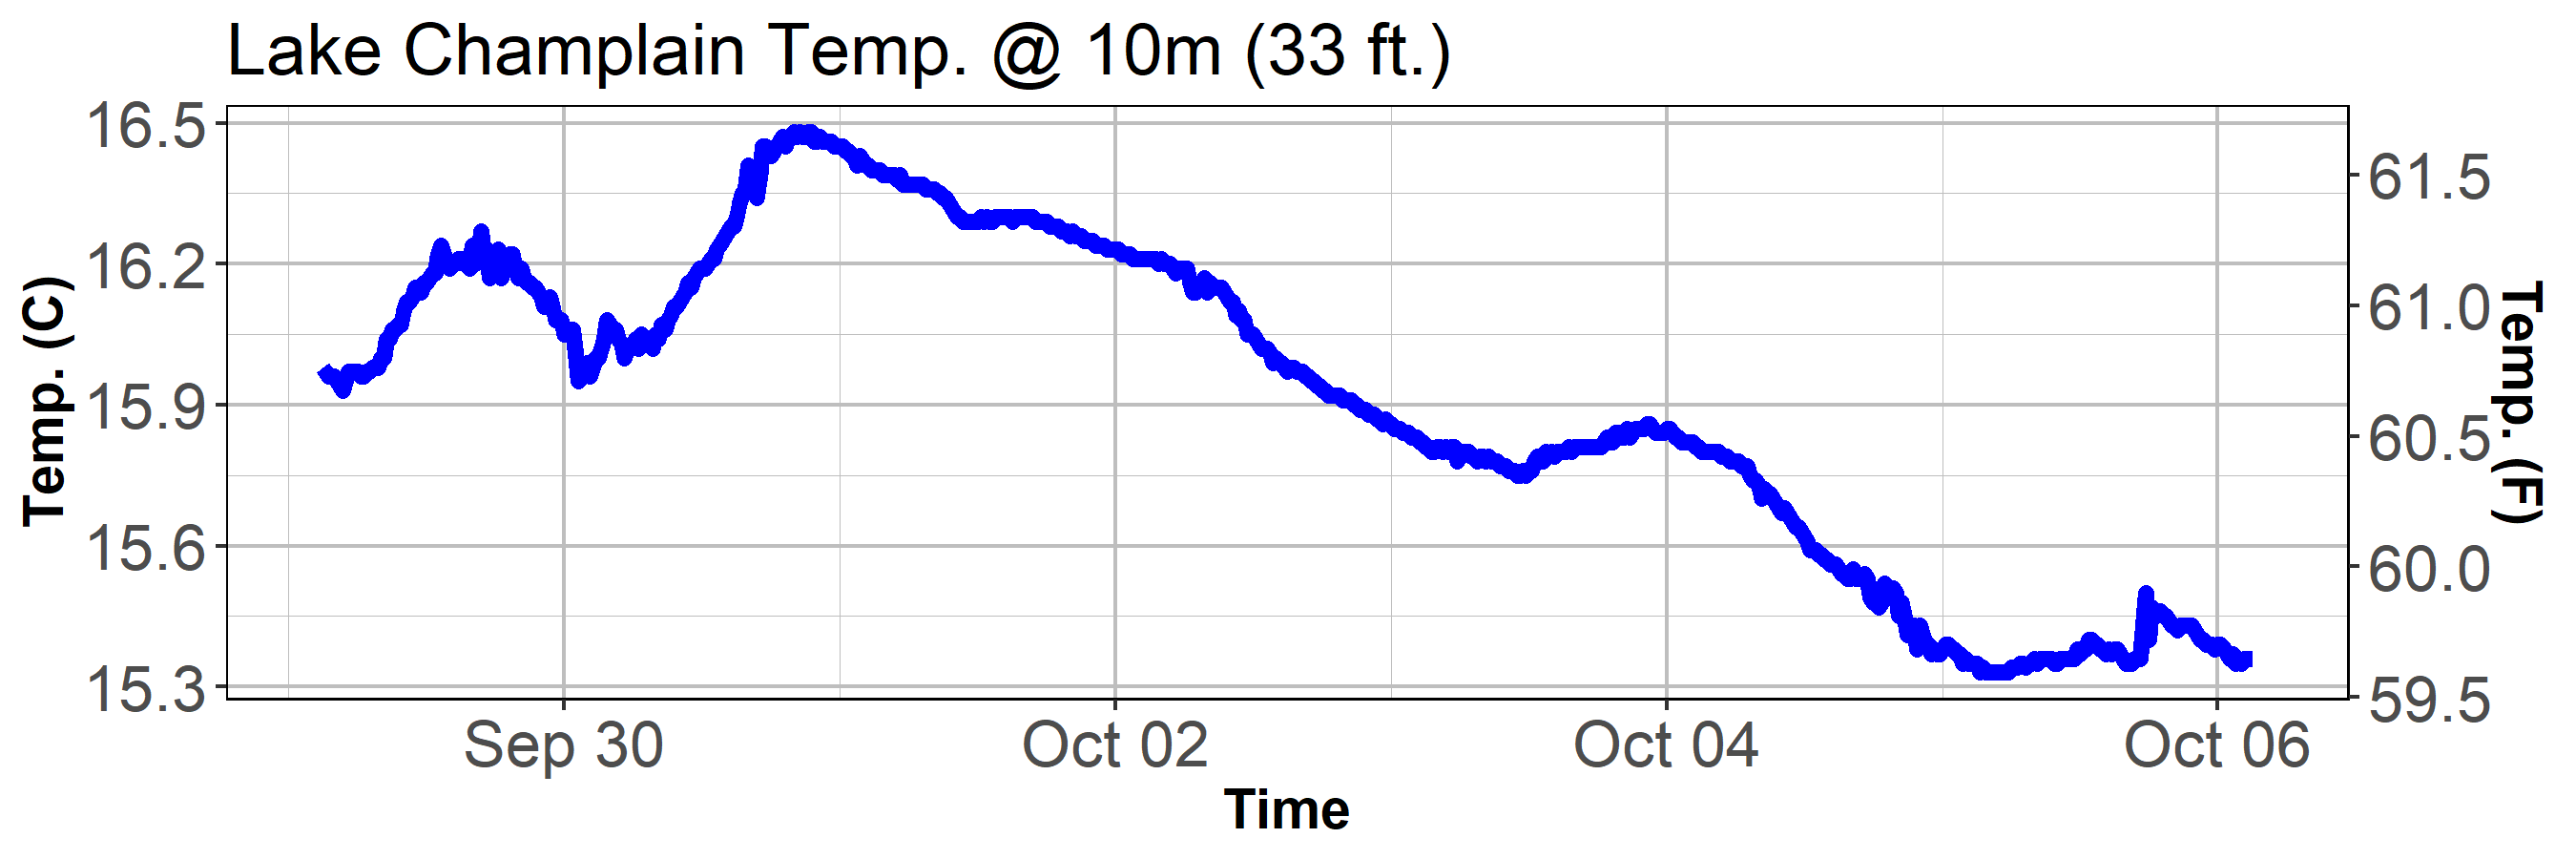 Lake Champlain Temp. @ 10m (33 ft.)
Temp. (C)
16.5
16.2
15.9
15.6
15.3
61.5
61.0
60.5
60.0
59.5
Temp. (F)
Sep 30
Oct 02
Oct 04
Oct 06
Time